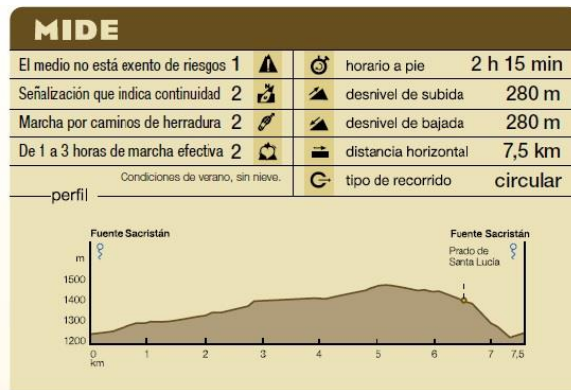 MIDE
El medio no está exento de riesgos 1
Señalización que indica continuidad 2
Marcha por caminos de herradura 2
De 1 a 3 horas de marcha efectiva 2
Condiciones de verano, sin nieve.
horario a pie 2 h 15 min
desnivel de subida 280 m
desnivel de bajada 280 m
distancia horizontal 7,5 km
tipo de recorrido circular
perfil
Fuente Sacristán
Fuente Sacristán
Prado de
Santa Lucía
m
1500
1400
1300
1200
0 1 2 3 4 5 6 7 7,5
km